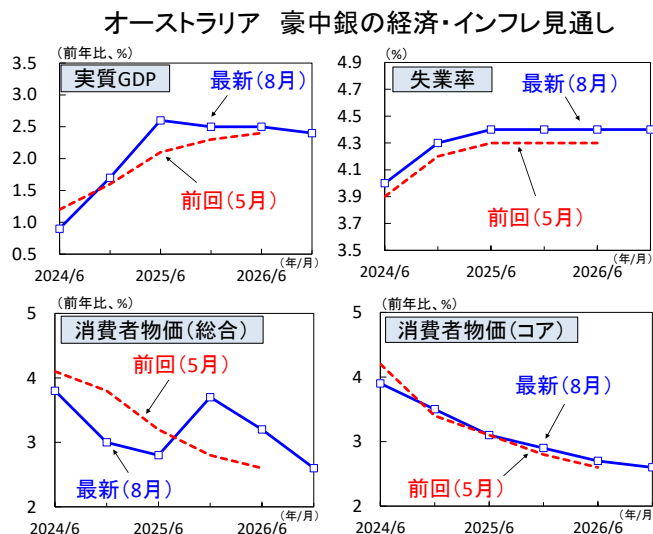 オーストラリア 豪中銀の経済・インフレ見通し
(前年比、%)
実質GDP
最新(8月)
前回(5月)
3.5
3.0
2.5
2.0
1.5
1.0
0.5
2024/6
2025/6
2026/6
(年/月)
(%)
失業率
最新(8月)
前回(5月)
4.9
4.7
4.5
4.3
4.1
3.9
3.7
3.5
2024/6
2025/6
2026/6
(年/月)
(前年比、%)
消費者物価(総合)
前回(5月)
最新(8月)
5
4
3
2
2024/6
2025/6
2026/6
(年/月)
(前年比、%)
消費者物価(コア)
最新(8月)
前回(5月)
5
4
3
2
2024/6
2025/6
2026/6
(年/月)